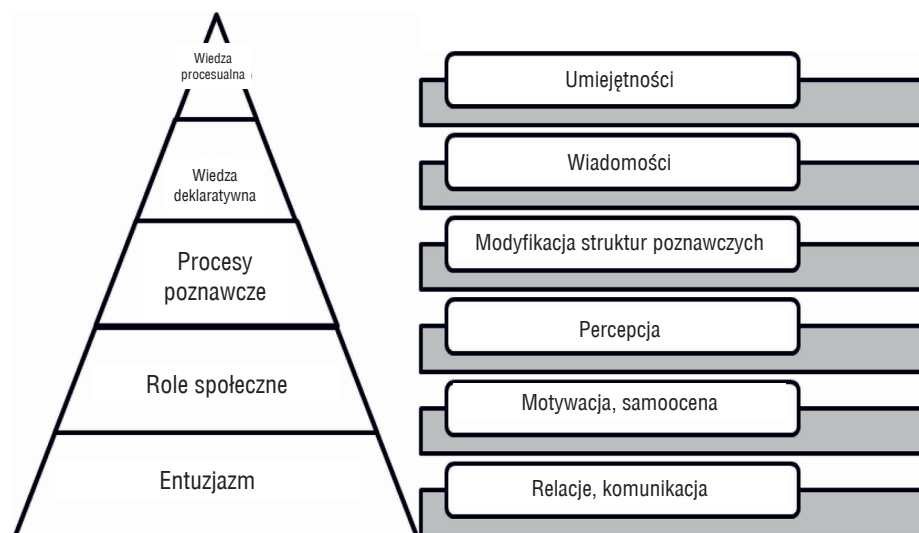 Wiedza
procesualna
Wiedza
deklaratywna
Procesy
poznawcze
Role społeczne
Entuzjazm
Umiejętności
Wiadomości
Modyfikacja struktur poznawczych
Percepcja
Motywacja, samoocena
Relacje, komunikacja